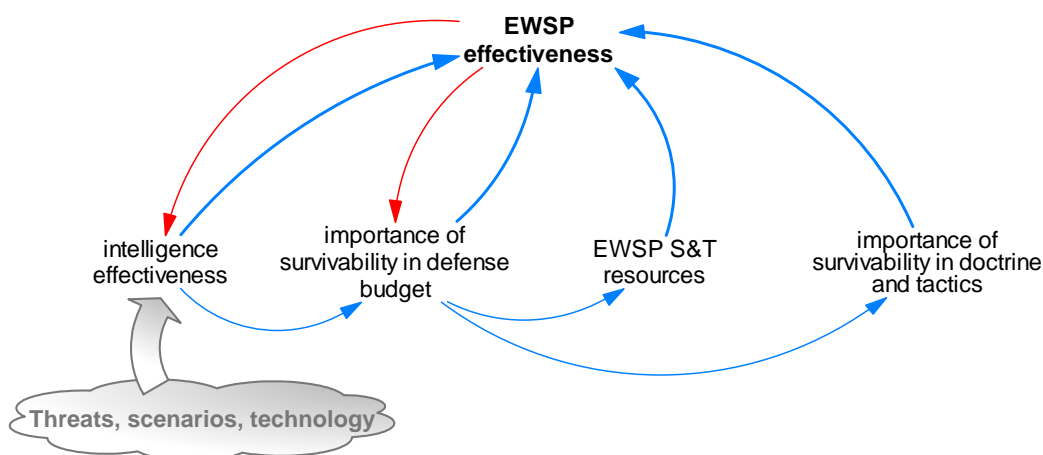 EWSP
effectiveness
intelligence
effectiveness
importance of
survivability in defense
budget
EWSP S&T
resources
importance of
survivability in doctrine
and tactics
Threats, scenarios, technology